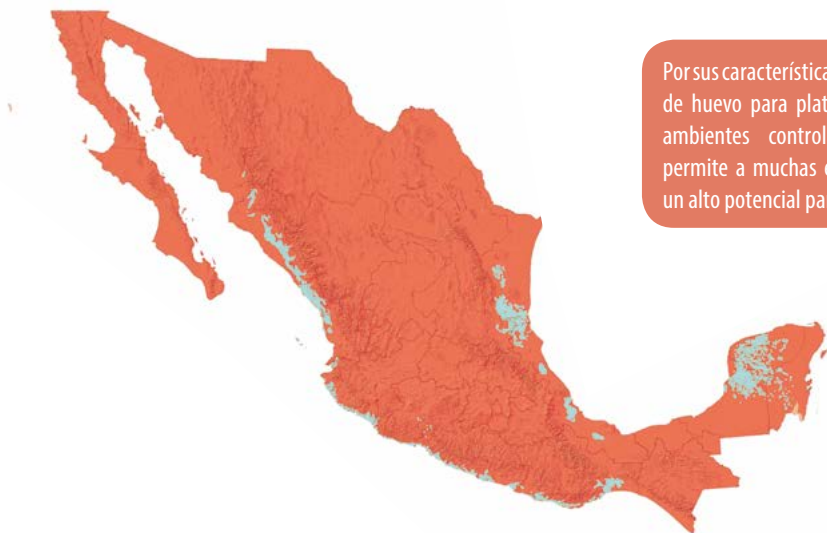 Por sus característica
de huevo para plat
ambientes control
permite a muchas
un alto potencial pa